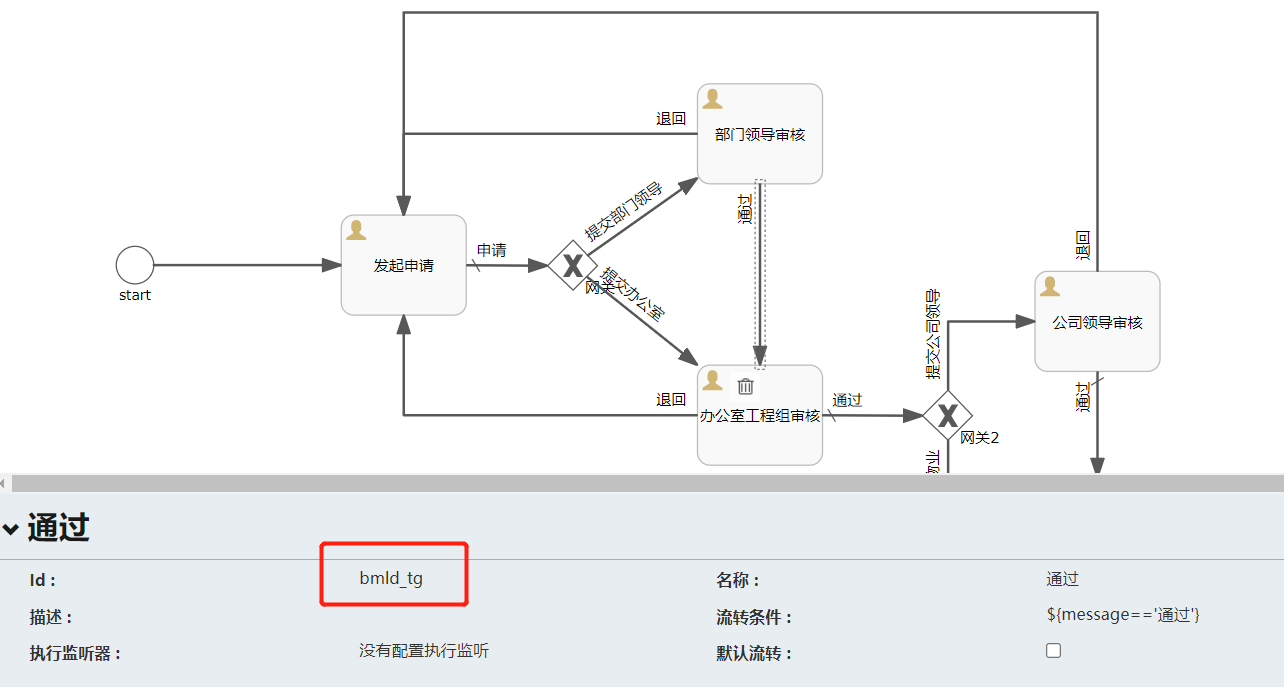 退回
部门领导审核
提交部门领导
通过
发起申请
申请
start
网关
提交办公室
退回
办公室工程组审核
通过
提交公司领导
退回
公司领导审核
通过
网关2
物业
通过
Id :
bmld_tg
名称 :
通过
描述 :
流转条件 :
${message=='通过'}
执行监听器 :
没有配置执行监听
默认流转 :